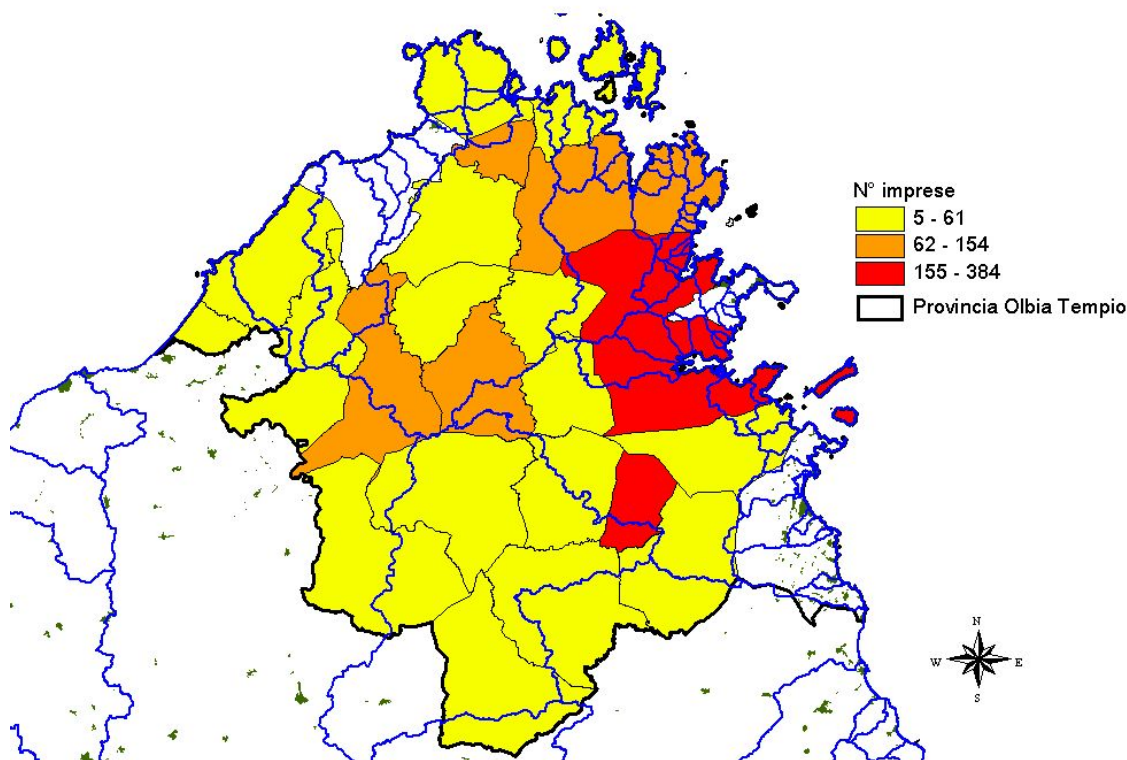 N° imprese
5 - 61
62 - 154
155 - 384
Provincia Olbia Tempio
N
W E
S